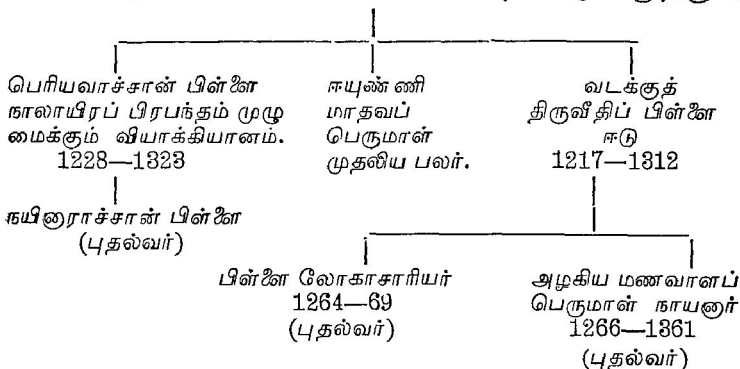 பெரியவாச்சான் பிள்ளை
நாலாயிரப் பிரபந்தம் முழு
மைக்கும் வியாக்கியானம்.
1228—1323
ஈயுண்ணி
மாதவப்
பெருமாள்
முதலிய பலர்.
வடக்குத்
திருவீதிப் பிள்ளை
ஈடு
1217—1312
நயினாராச்சான் பிள்ளை
(புதல்வர்)
பிள்ளை லோகாசாரியர்
1264—69
(புதல்வர்)
அழகிய மணவாளப்
பெருமாள் நாயனார்
1266—1361
(புதல்வர்)